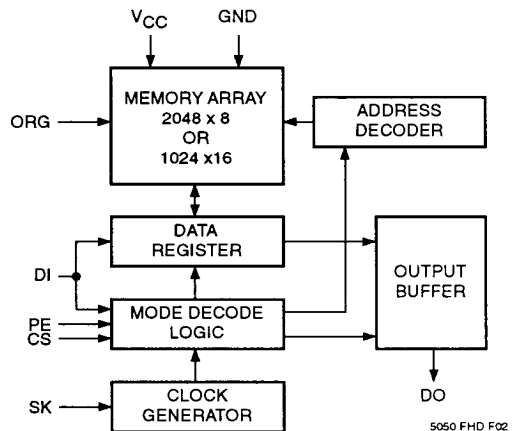 VCC
GND
ORG
MEMORY ARRAY
2048 x 8
OR
1024 x16
ADDRESS
DECODER
DATA
REGISTER
DI
OUTPUT
BUFFER
PE
CS
MODE DECODE
LOGIC
DO
SK
CLOCK
GENERATOR
5050 FHD F02